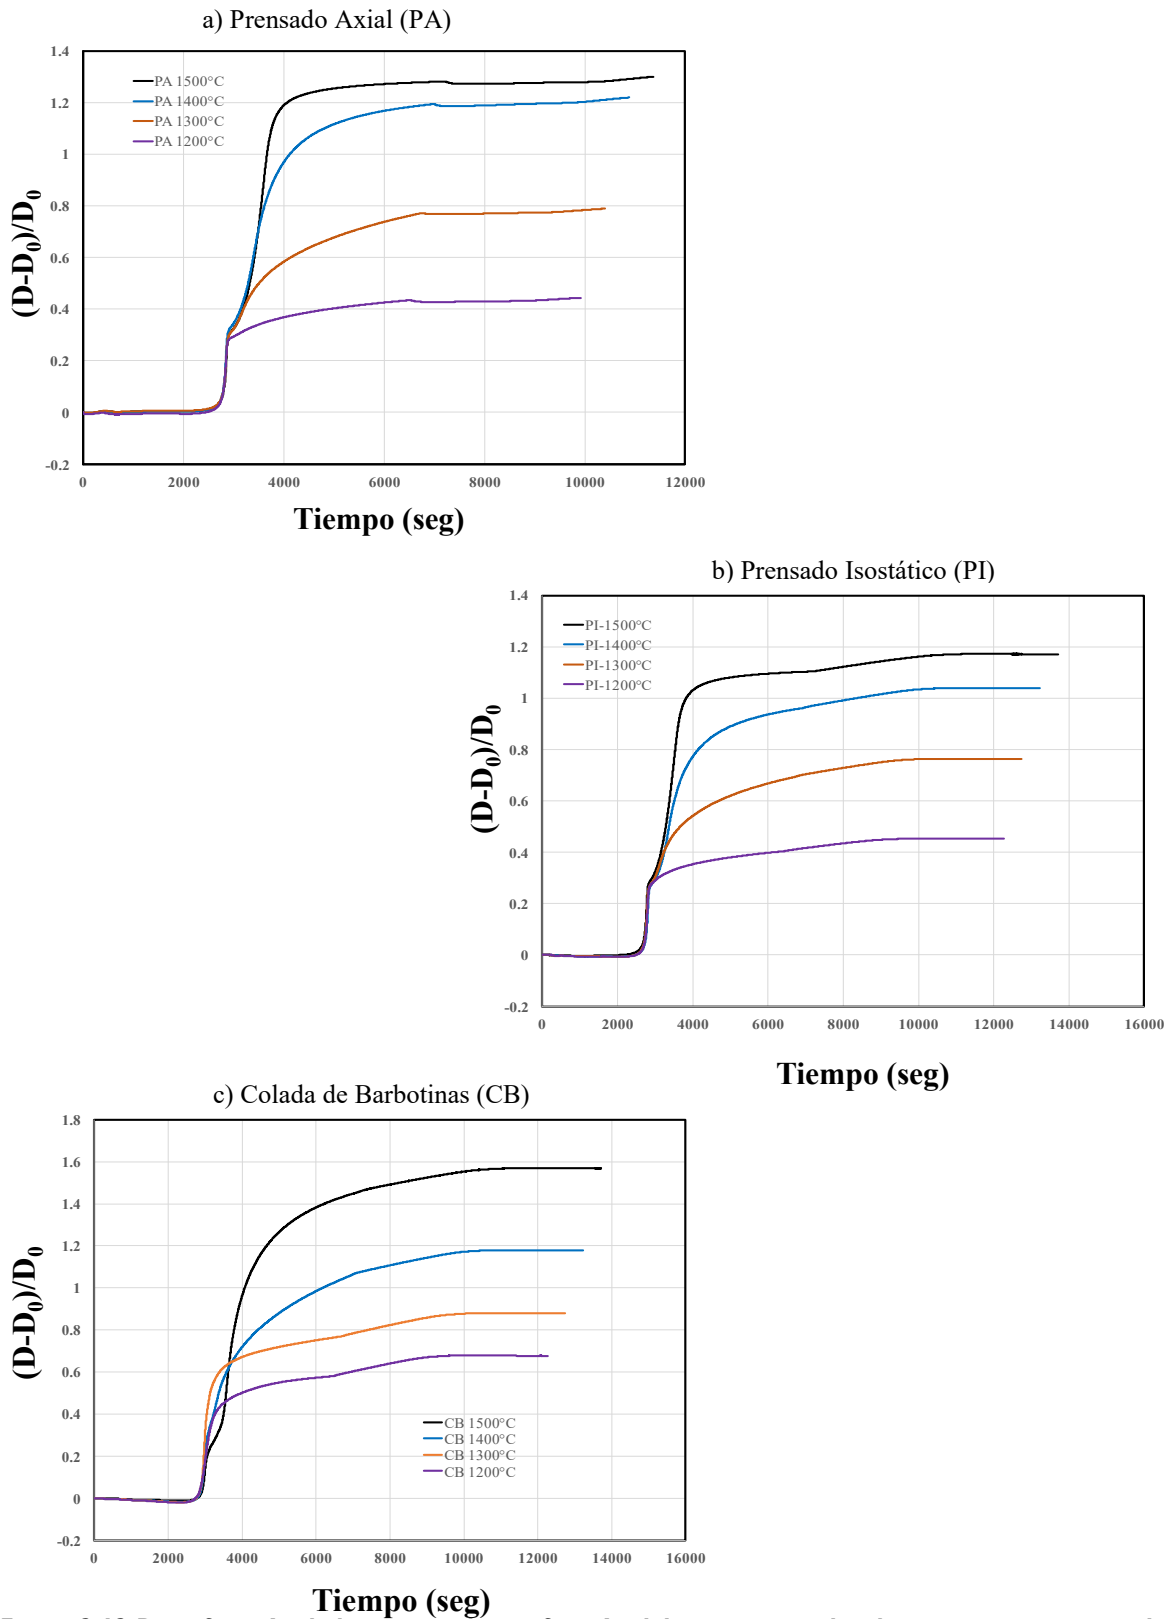 a) Prensado Axial (PA)
1.4
1.2
1
0.8
0.6
0.4
0.2
0
-0.2
(D-D0)/D0
PA 1500°C
PA 1400°C
PA 1300°C
PA 1200°C
0 2000 4000 6000 8000 10000 12000
Tiempo (seg)
b) Prensado Isostático (PI)
1.4
1.2
1
0.8
0.6
0.4
0.2
0
-0.2
(D-D0)/D0
PI-1500°C
PI-1400°C
PI-1300°C
PI-1200°C
0 2000 4000 6000 8000 10000 12000 14000 16000
Tiempo (seg)
c) Colada de Barbotinas (CB)
1.8
1.6
1.4
1.2
1
0.8
0.6
0.4
0.2
0
-0.2
(D-D0)/D0
CB 1500°C
CB 1400°C
CB 1300°C
CB 1200°C
0 2000 4000 6000 8000 10000 12000 14000 16000
Tiempo (seg)